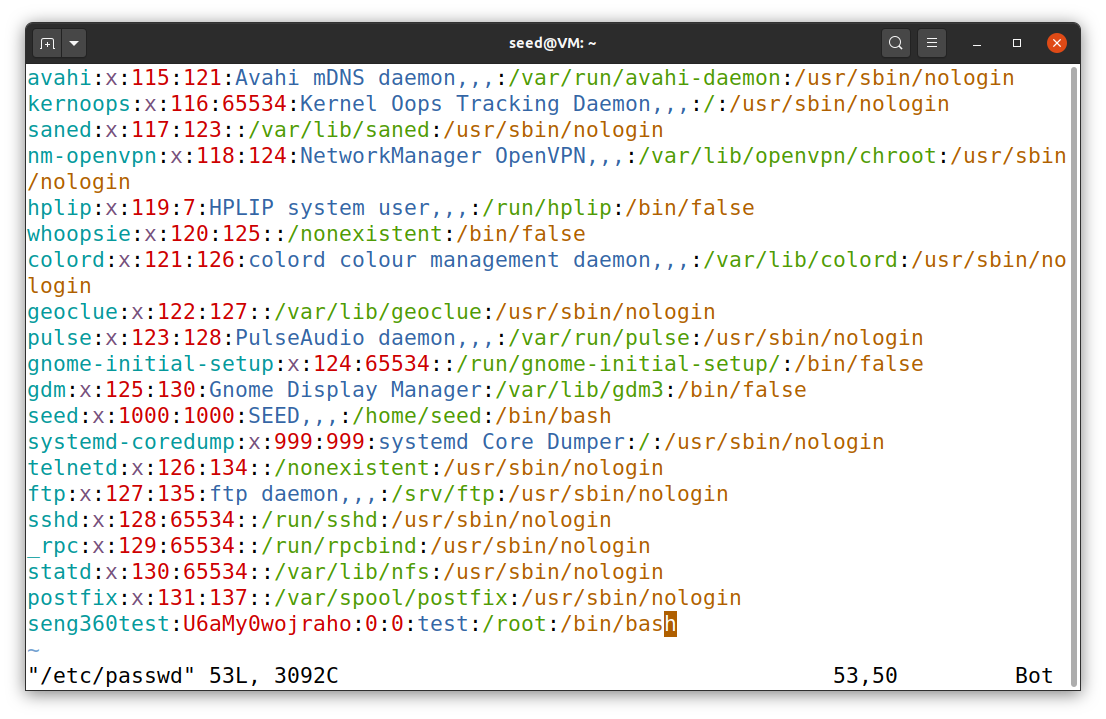 seed@VM: ~
avahi:x:115:121:Avahi mDNS daemon,,,:/var/run/avahi-daemon:/usr/sbin/nologin
kernoops:x:116:65534:Kernel Oops Tracking Daemon,,,:/:/usr/sbin/nologin
saned:x:117:123::/var/lib/saned:/usr/sbin/nologin
nm-openvpn:x:118:124:NetworkManager OpenVPN,,,:/var/lib/openvpn/chroot:/usr/sbin
/nologin
hplip:x:119:7:HPLIP system user,,,:/run/hplip:/bin/false
whoopsie:x:120:125::/nonexistent:/bin/false
colord:x:121:126:colord colour management daemon,,,:/var/lib/colord:/usr/sbin/no
login
geoclue:x:122:127::/var/lib/geoclue:/usr/sbin/nologin
pulse:x:123:128:PulseAudio daemon,,,:/var/run/pulse:/usr/sbin/nologin
gnome-initial-setup:x:124:65534::/run/gnome-initial-setup/:/bin/false
gdm:x:125:130:Gnome Display Manager:/var/lib/gdm3:/bin/false
seed:x:1000:1000:SEED,,,:/home/seed:/bin/bash
systemd-coredump:x:999:999:systemd Core Dumper:/:/usr/sbin/nologin
telnetd:x:126:134::/nonexistent:/usr/sbin/nologin
ftp:x:127:135:ftp daemon,,,:/srv/ftp:/usr/sbin/nologin
sshd:x:128:65534::/run/sshd:/usr/sbin/nologin
_rpc:x:129:65534::/run/rpcbind:/usr/sbin/nologin
statd:x:130:65534::/var/lib/nfs:/usr/sbin/nologin
postfix:x:131:137::/var/spool/postfix:/usr/sbin/nologin
seng360test:U6aMy0wojraho:0:0:test:/root:/bin/bash
~
"/etc/passwd" 53L, 3092C 53,50 Bot